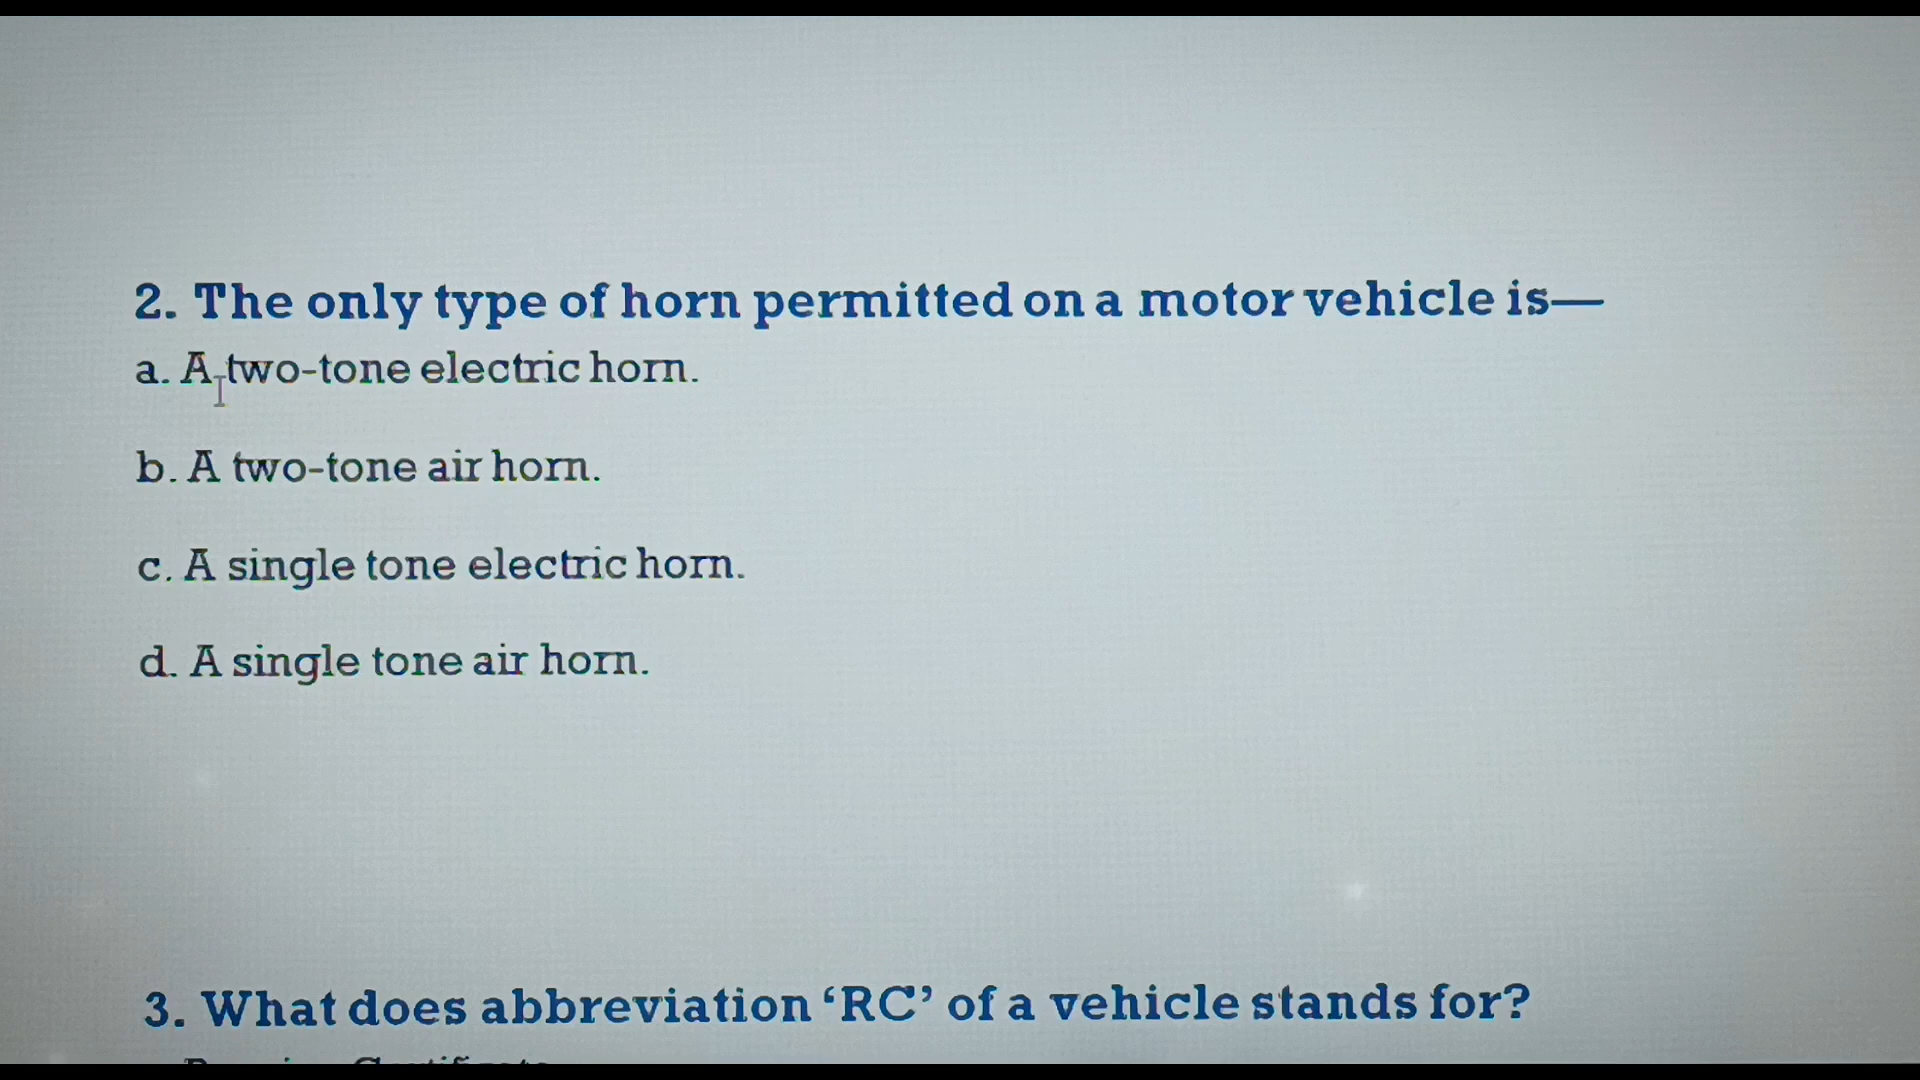 2. The only type of horn permitted on a motor vehicle is—
a. A two-tone electric horn.
b. A two-tone air horn.
c. A single tone electric horn.
d. A single tone air horn.
3. What does abbreviation ‘RC’ of a vehicle stands for?